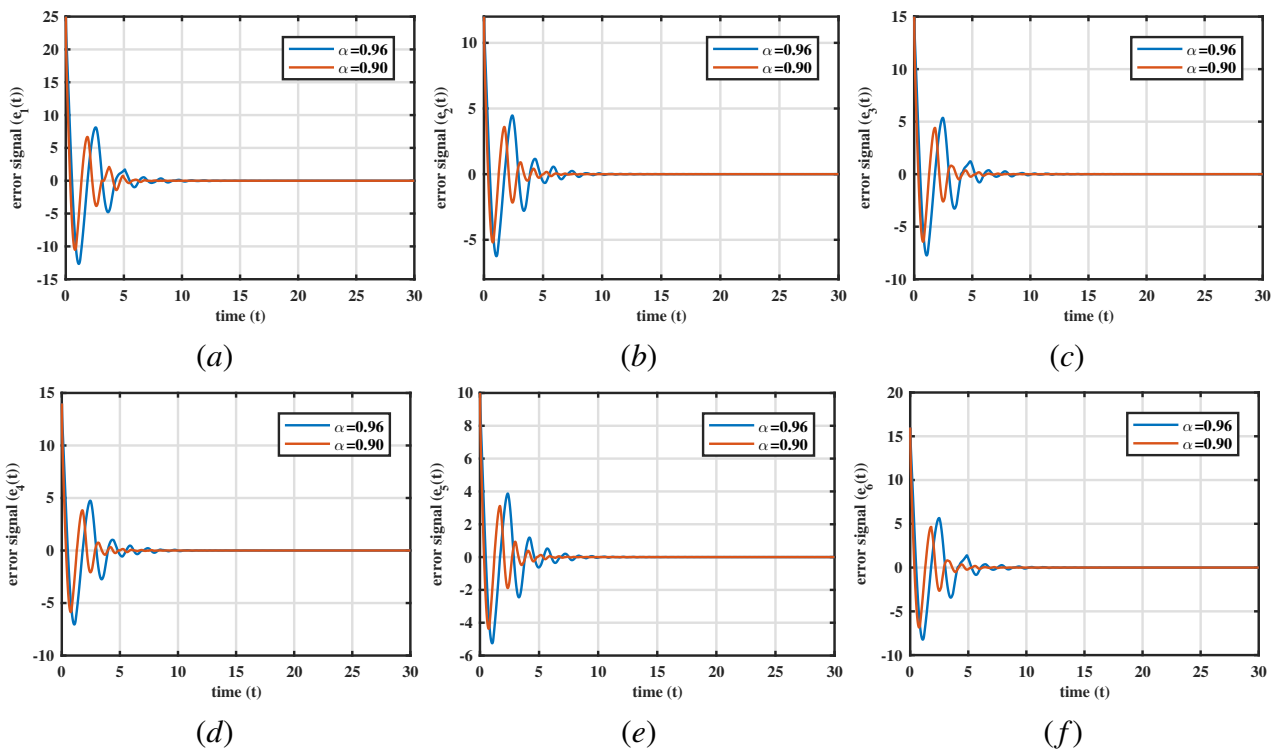 25
20
15
10
5
0
-5
-10
-15
error signal (e1(t))
α=0.96
α=0.90
0 5 10 15 20 25 30
time (t)
(a)
10
5
0
-5
error signal (e2(t))
α=0.96
α=0.90
0 5 10 15 20 25 30
time (t)
(b)
15
10
5
0
-5
-10
error signal (e3(t))
α=0.96
α=0.90
0 5 10 15 20 25 30
time (t)
(c)
15
10
5
0
-5
-10
error signal (e4(t))
α=0.96
α=0.90
0 5 10 15 20 25 30
time (t)
(d)
10
8
6
4
2
0
-2
-4
-6
error signal (e5(t))
α=0.96
α=0.90
0 5 10 15 20 25 30
time (t)
(e)
20
15
10
5
0
-5
-10
error signal (e6(t))
α=0.96
α=0.90
0 5 10 15 20 25 30
time (t)
(f)